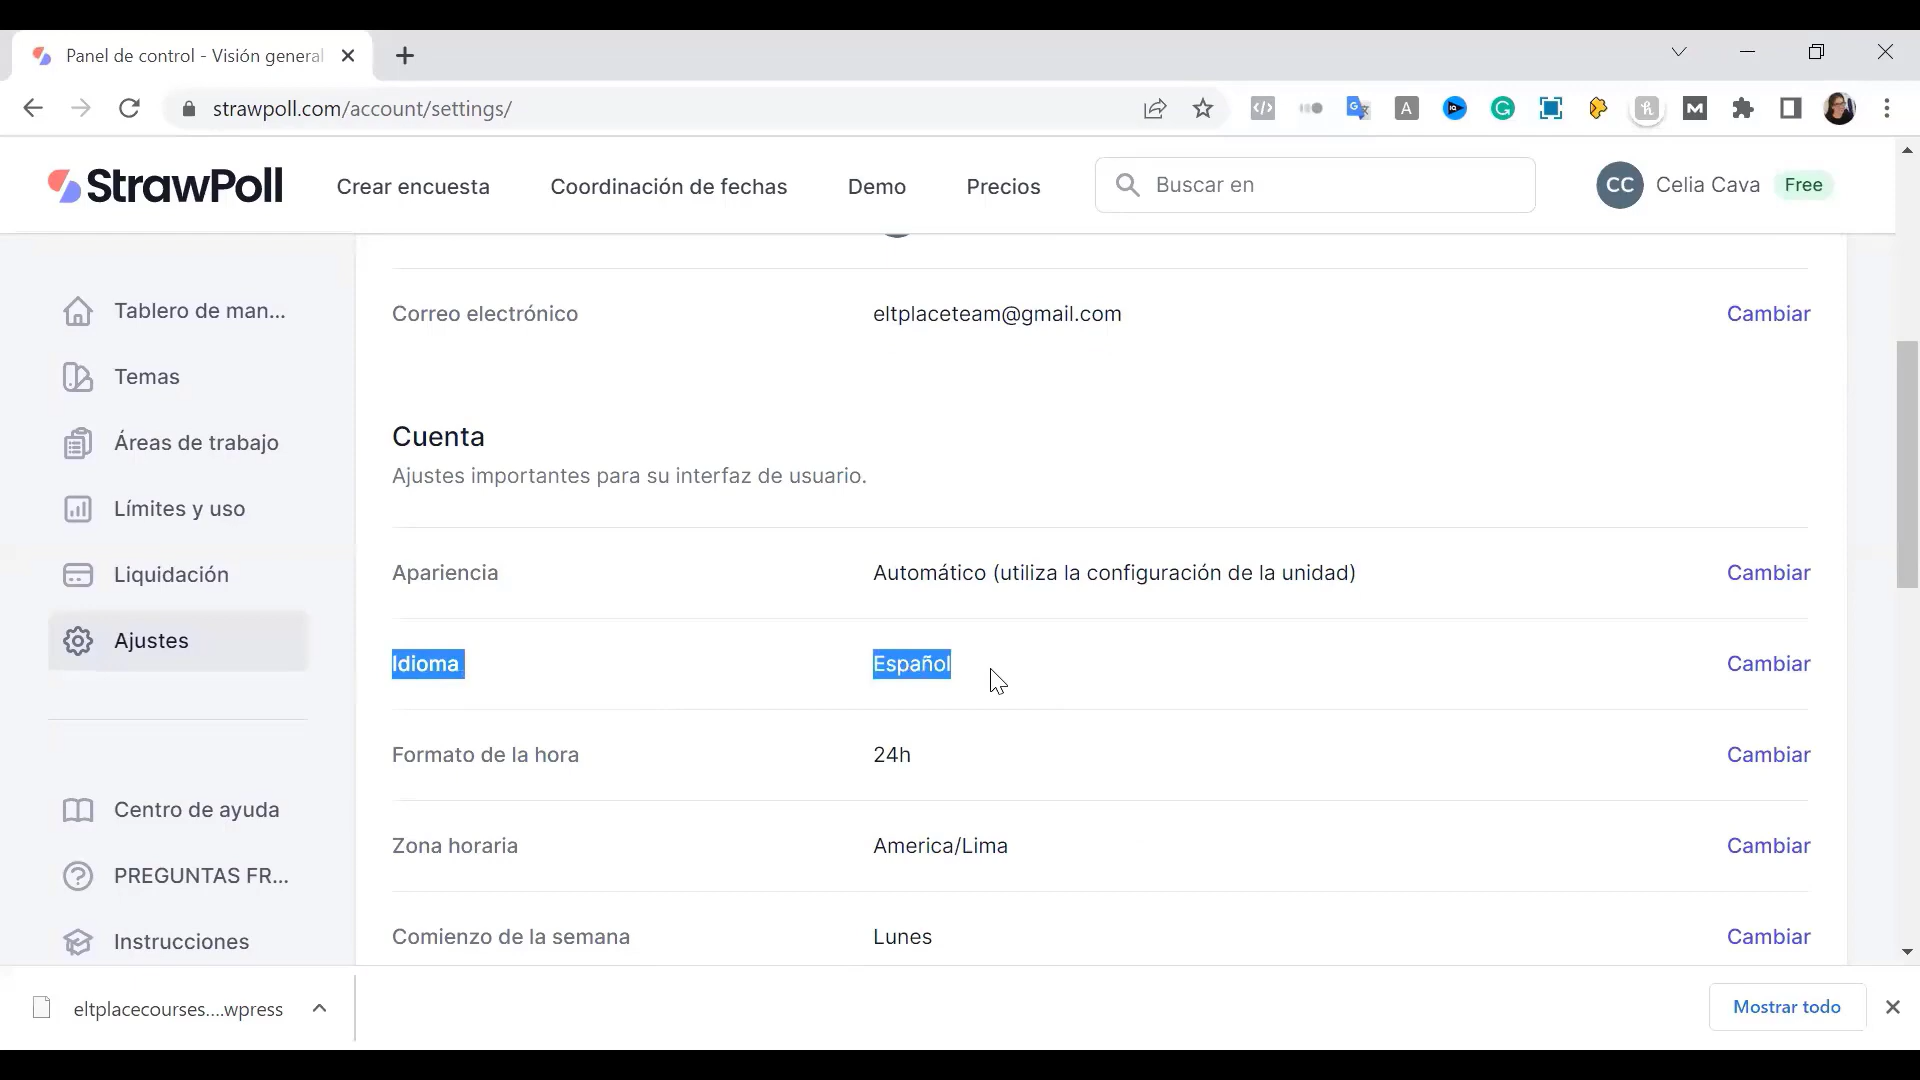 Panel de control - Visión general
strawpoll.com/account/settings/
StrawPoll
Crear encuesta
Coordinación de fechas
Demo
Precios
Buscar en
CC
Celia Cava
Free
Tablero de man...
Temas
Áreas de trabajo
Límites y uso
Liquidación
Ajustes
Centro de ayuda
PREGUNTAS FR...
Instrucciones
Correo electrónico
eltplaceteam@gmail.com
Cambiar
Cuenta
Ajustes importantes para su interfaz de usuario.
Apariencia
Automático (utiliza la configuración de la unidad)
Cambiar
Idioma
Español
Cambiar
Formato de la hora
24h
Cambiar
Zona horaria
America/Lima
Cambiar
Comienzo de la semana
Lunes
Cambiar
eltplacecourses....wpress
Mostrar todo